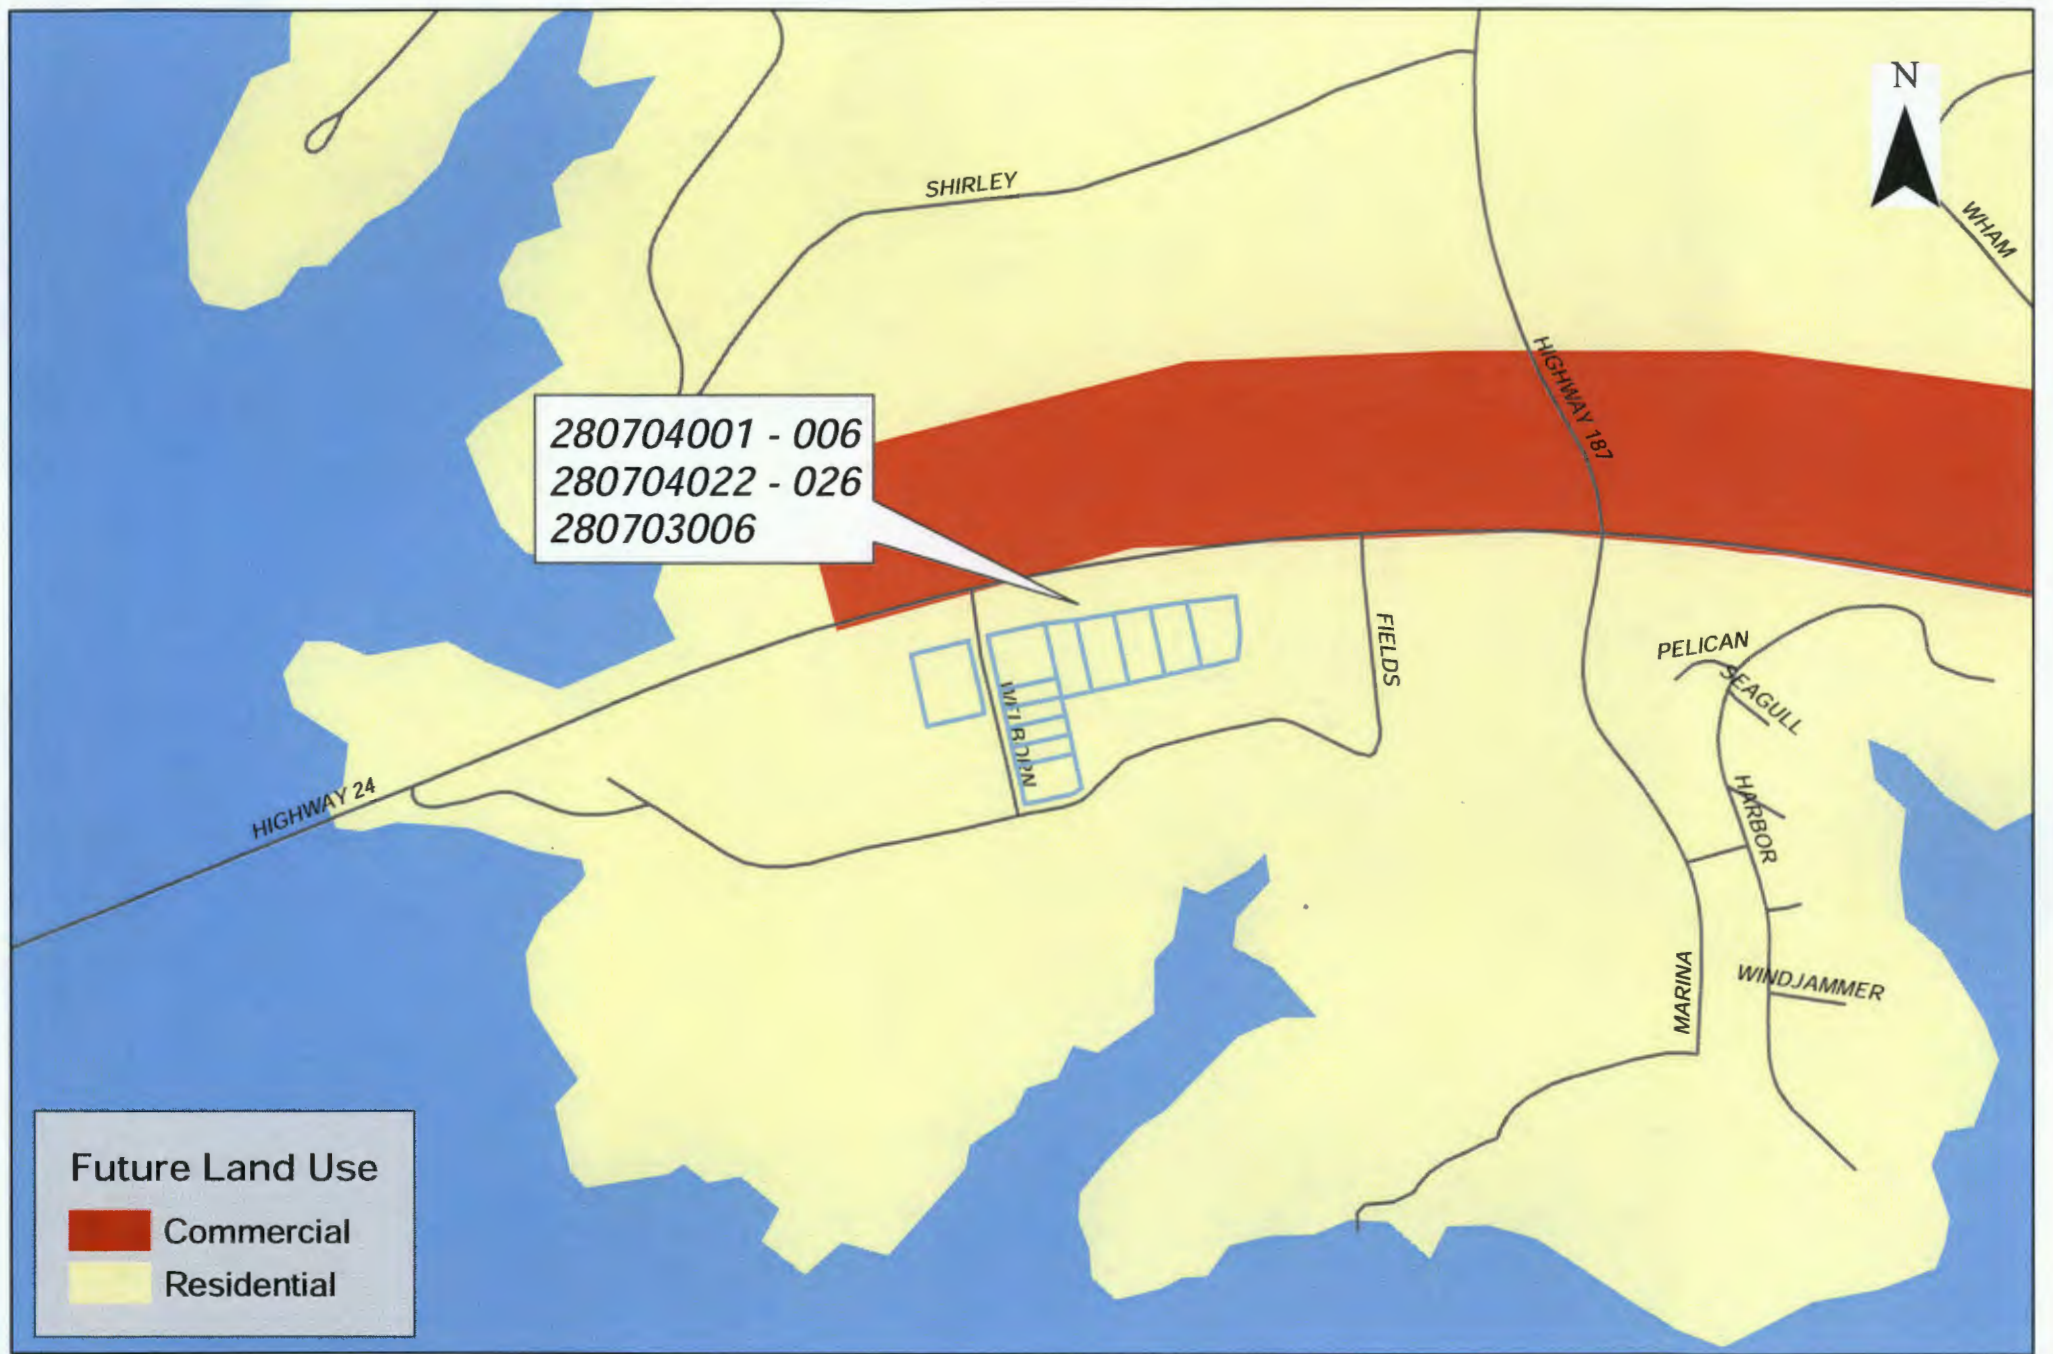 N
SHIRLEY
WHAM
HIGHWAY 187
280704001 - 006
280704022 - 026
280703006
FIELDS
PELICAN
SEAGULL
WELBORN
HIGHWAY 24
HARBOR
MARINA
WINDJAMMER
Future Land Use
Commercial
Residential